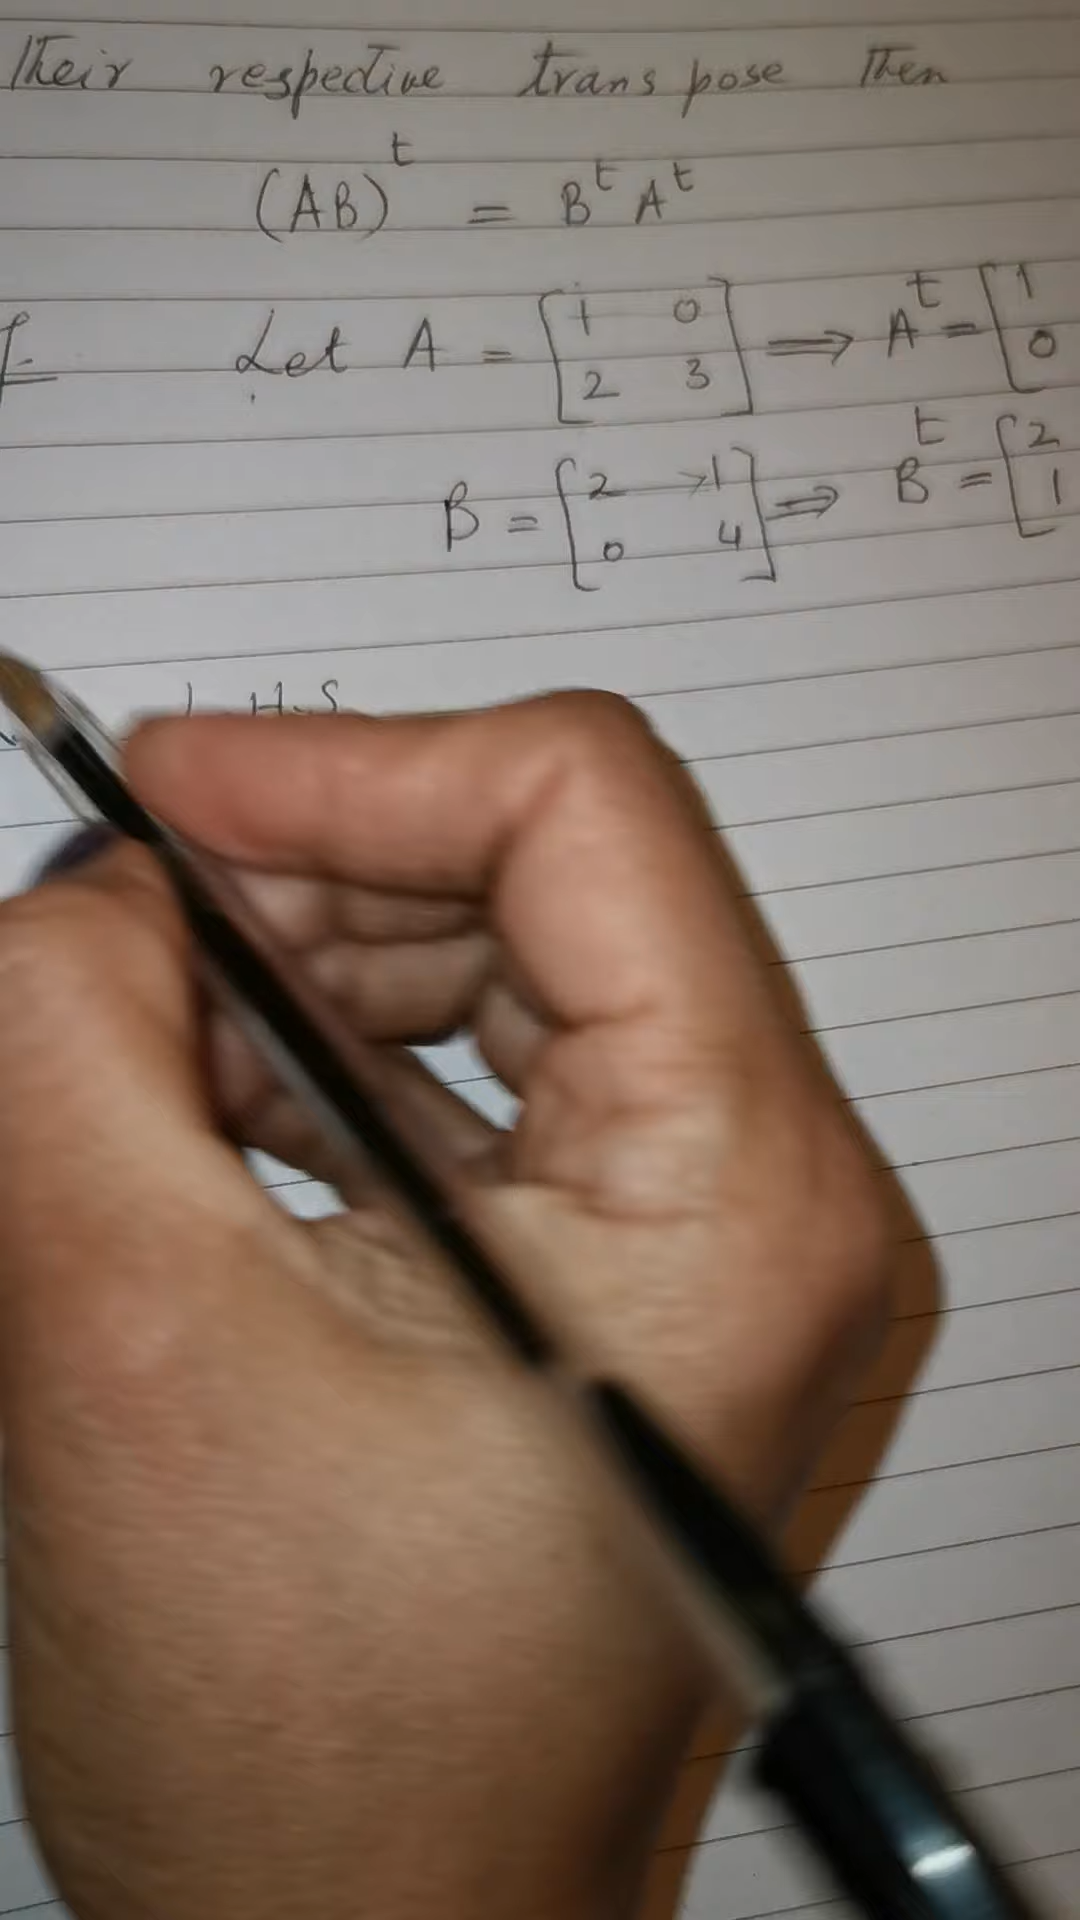 Their respective transpose Then
(AB)^t = B^t A^t
Let A = [1 0
2 3] ⟹ A^t = [1
0
B = [2 1
0 4] ⟹ B^t = [2
1
L.H.S